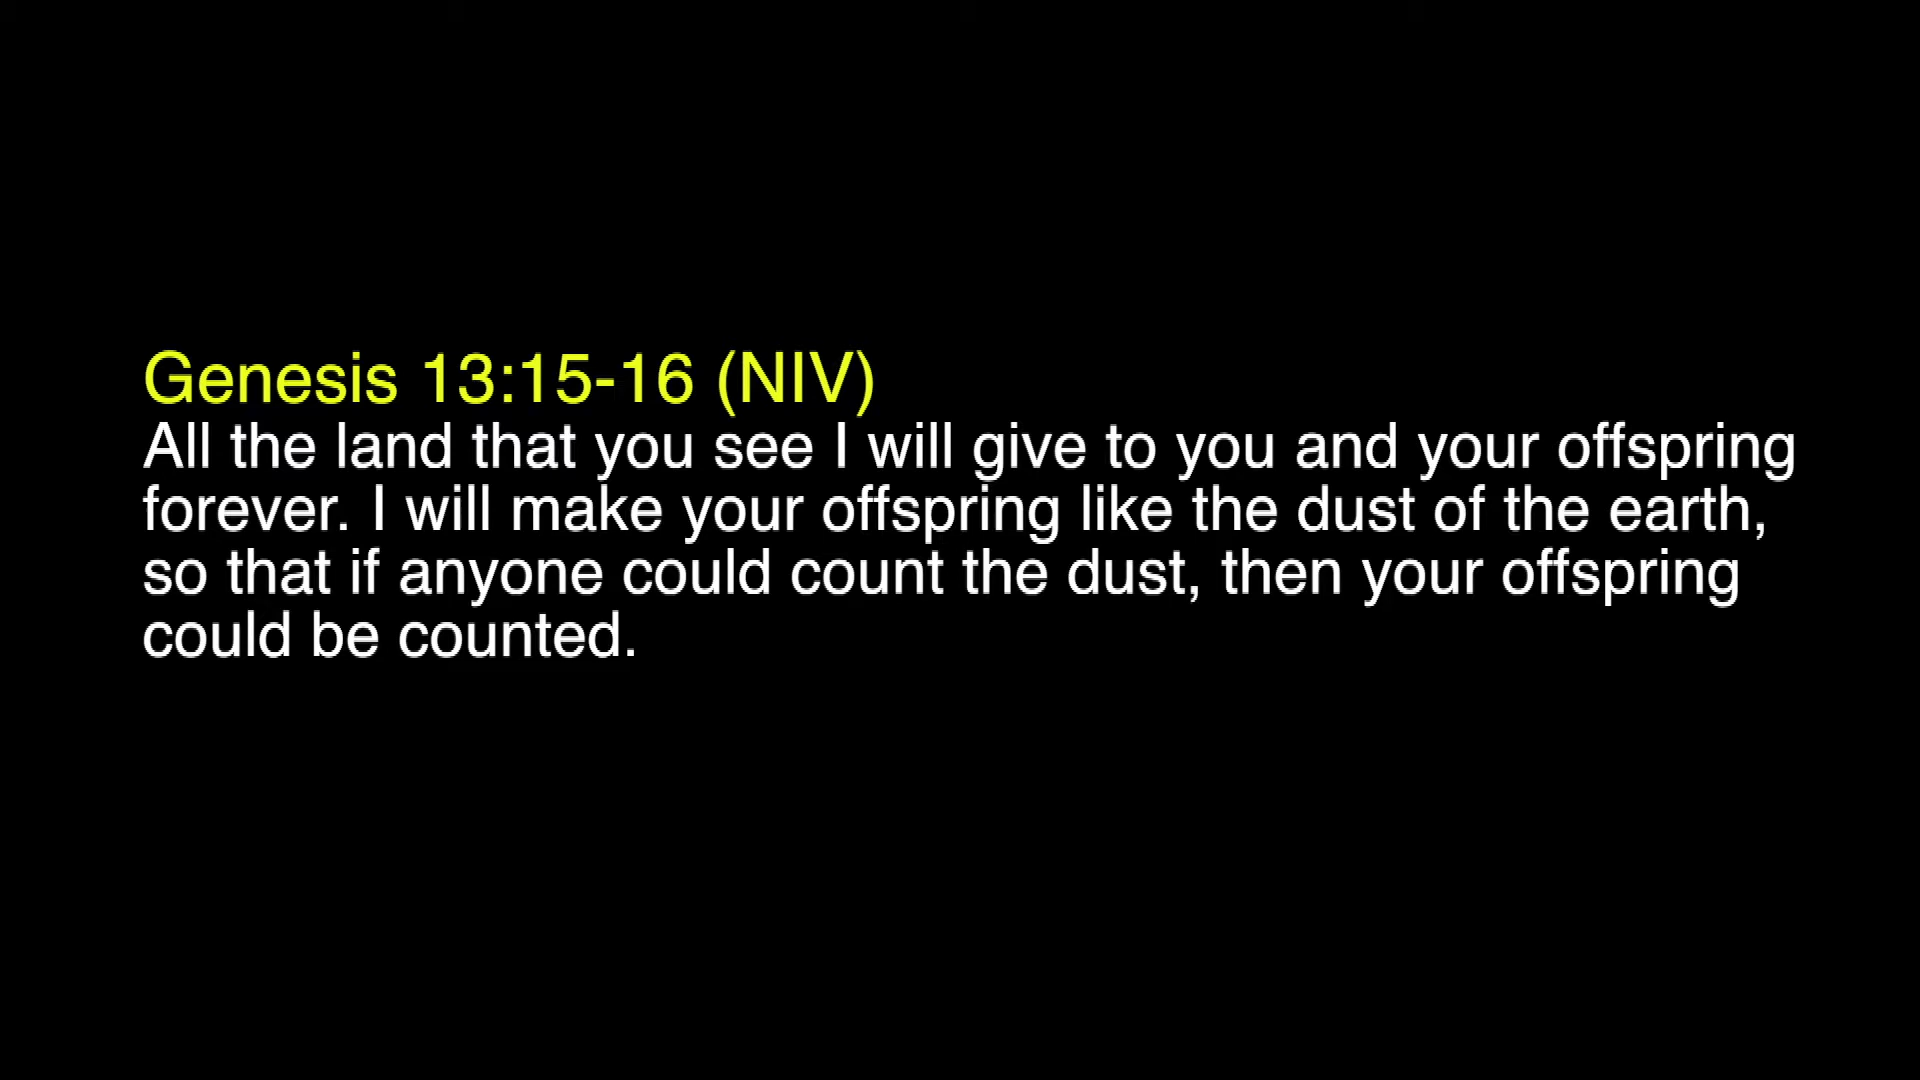 Genesis 13:15-16 (NIV)
All the land that you see I will give to you and your offspring
forever. I will make your offspring like the dust of the earth,
so that if anyone could count the dust, then your offspring
could be counted.